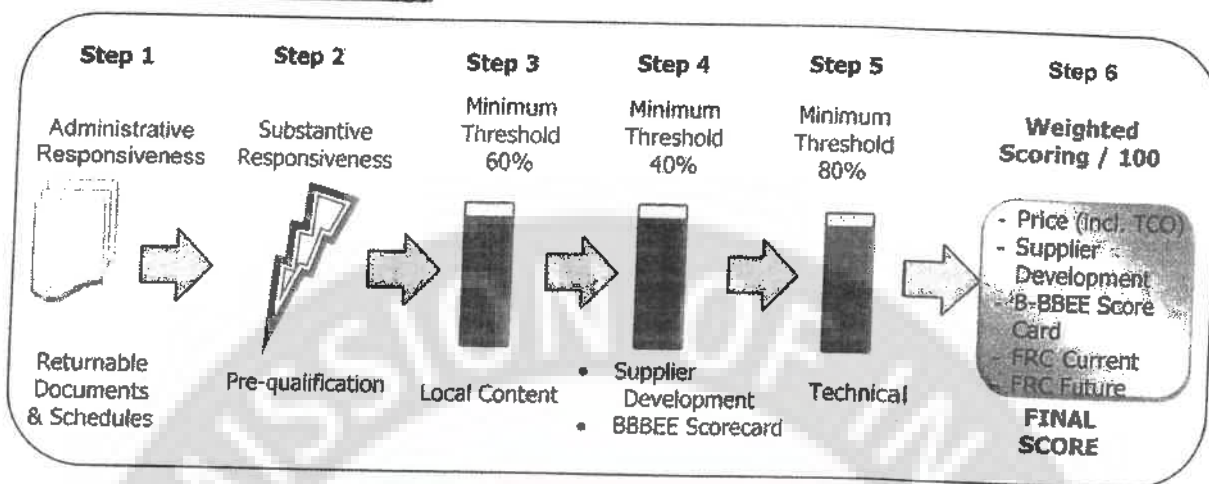 Step 1
Administrative
Responsiveness
Returnable
Documents
& Schedules
Step 2
Substantive
Responsiveness
Pre-qualification
Step 3
Minimum
Threshold
60%
Local Content
Step 4
Minimum
Threshold
40%
• Supplier
Development
• BBBEE Scorecard
Step 5
Minimum
Threshold
80%
Technical
Step 6
Weighted
Scoring / 100
- Price (incl. TCO)
- Supplier
Development
- B-BBEE Score
Card
- FRC Current
- FRC Future
FINAL
SCORE